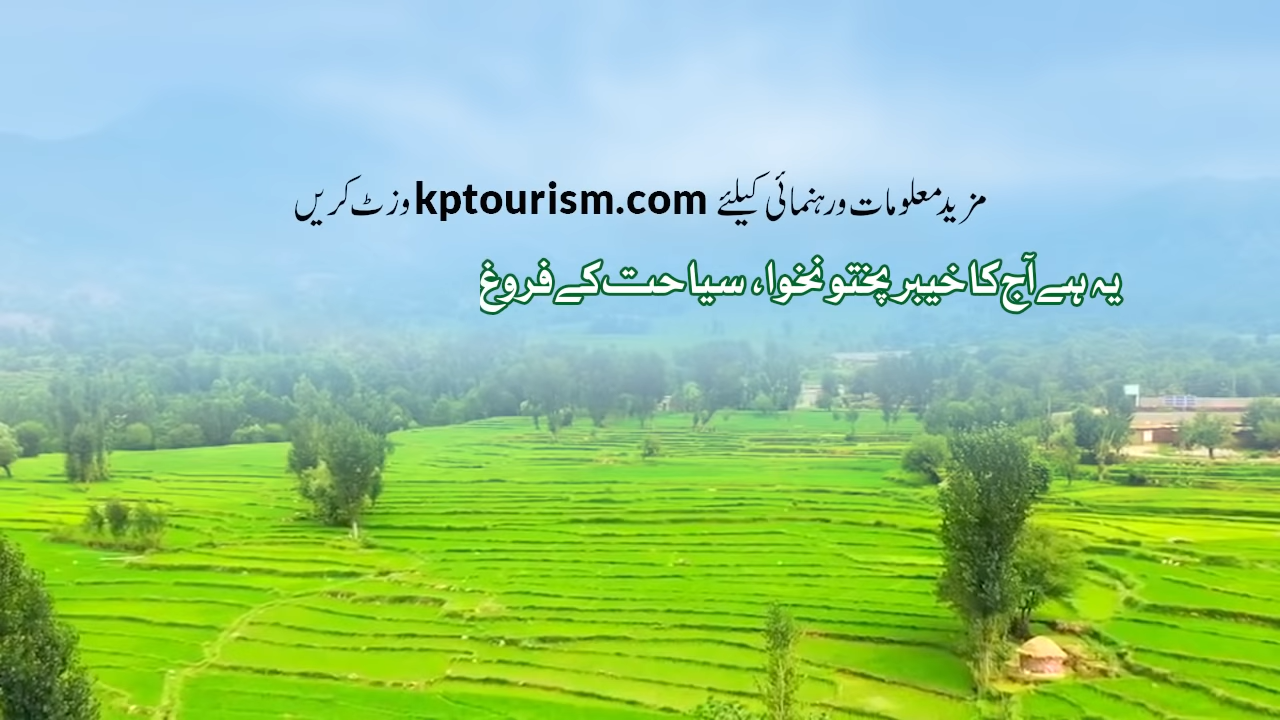 مزید معلومات و رہنمائی کیلئے kptourism.com وزٹ کریں
یہ ہے آج کا خیبر پختونخوا، سیاحت کے فروغ